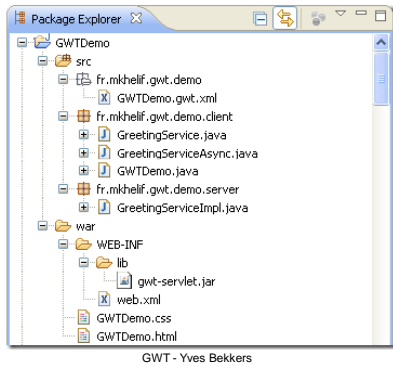 Package Explorer
GWTDemo
src
fr.mkhelif.gwt.demo
GWTDemo.gwt.xml
fr.mkhelif.gwt.demo.client
GreetingService.java
GreetingServiceAsync.java
GWTDemo.java
fr.mkhelif.gwt.demo.server
GreetingServiceImpl.java
war
WEB-INF
lib
gwt-servlet.jar
web.xml
GWTDemo.css
GWTDemo.html
GWT - Yves Bekkers